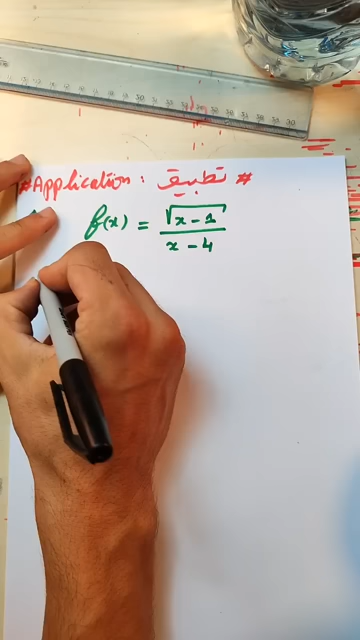 #Application: تطبيق #
f(x) = √(x - 1) / (x - 4)